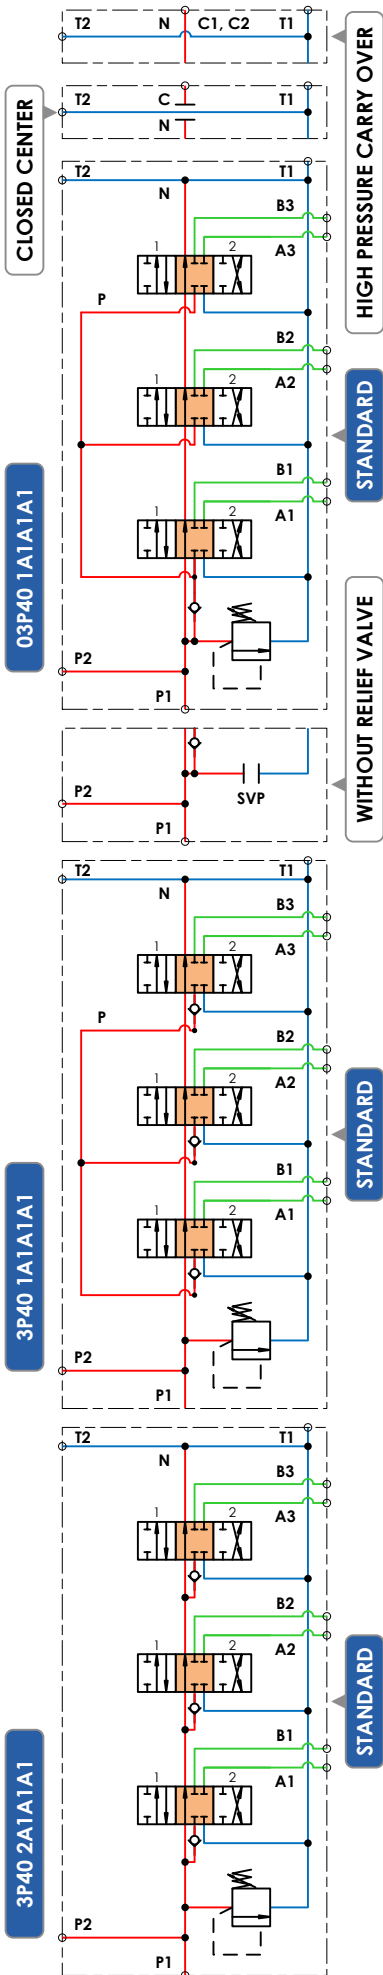 T2 N C1, C2 T1
HIGH PRESSURE CARRY OVER
T2 C T1
N
CLOSED CENTER
T2 T1
N
B3
1 2
A3
P
B2
1 2
A2
STANDARD
B1
1 2
A1
03P40 1A1A1A1
P2
P1
WITHOUT RELIEF VALVE
P2 SVP
P1
T2 T1
N
B3
1 2
A3
P
B2
1 2
A2
STANDARD
B1
1 2
A1
3P40 1A1A1A1
P2
P1
T2 T1
N
B3
1 2
A3
B2
1 2
A2
STANDARD
B1
1 2
A1
3P40 2A1A1A1
P2
P1